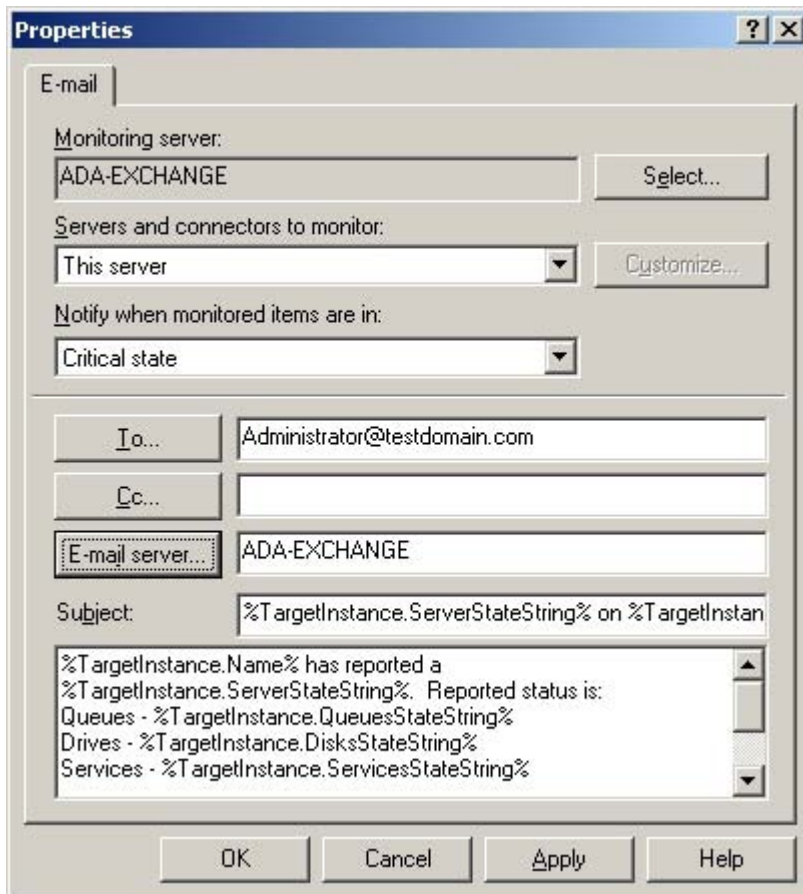 Properties
E-mail
Monitoring server:
ADA-EXCHANGE
Select...
Servers and connectors to monitor:
This server
Customize...
Notify when monitored items are in:
Critical state
To...
Administrator@testdomain.com
Cc...
E-mail server...
ADA-EXCHANGE
Subject:
%TargetInstance.ServerStateString% on %TargetInstan
%TargetInstance.Name% has reported a
%TargetInstance.ServerStateString%. Reported status is:
Queues - %TargetInstance.QueuesStateString%
Drives - %TargetInstance.DisksStateString%
Services - %TargetInstance.ServicesStateString%
OK
Cancel
Apply
Help